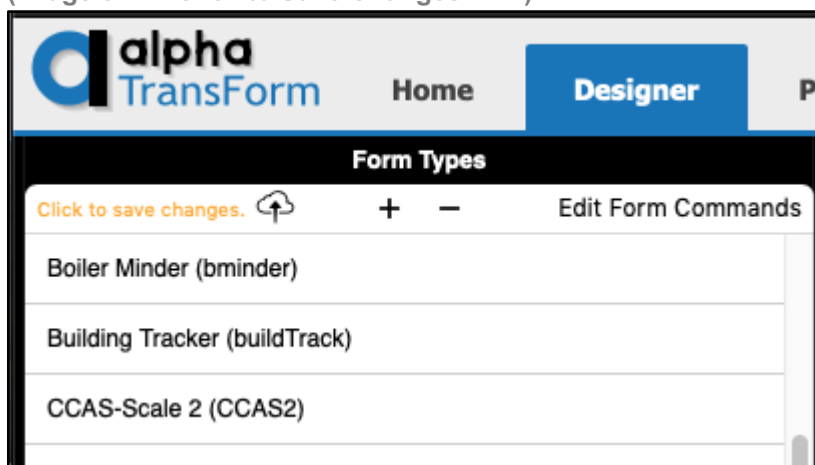 alpha
TransForm
Home
Designer
Form Types
Click to save changes.
+ −
Edit Form Commands
Boiler Minder (bminder)
Building Tracker (buildTrack)
CCAS-Scale 2 (CCAS2)